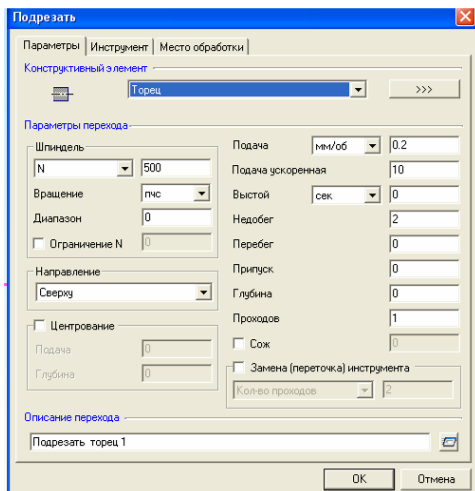 Подрезать
Параметры Инструмент Место обработки
Конструктивный элемент
Торец >>>
Параметры перехода
Шпиндель
N 500
Вращение пчс
Диапазон 0
Ограничение N 0
Направление
Сверху
Центрование
Подача 0
Глубина 0
Подача мм/об 0.2
Подача ускоренная 10
Выстой сек 0
Недобег 2
Перебег 0
Припуск 0
Глубина 0
Проходов 1
Сож 0
Замена (переточка) инструмента
Кол-во проходов 2
Описание перехода
Подрезать торец 1
OK Отмена